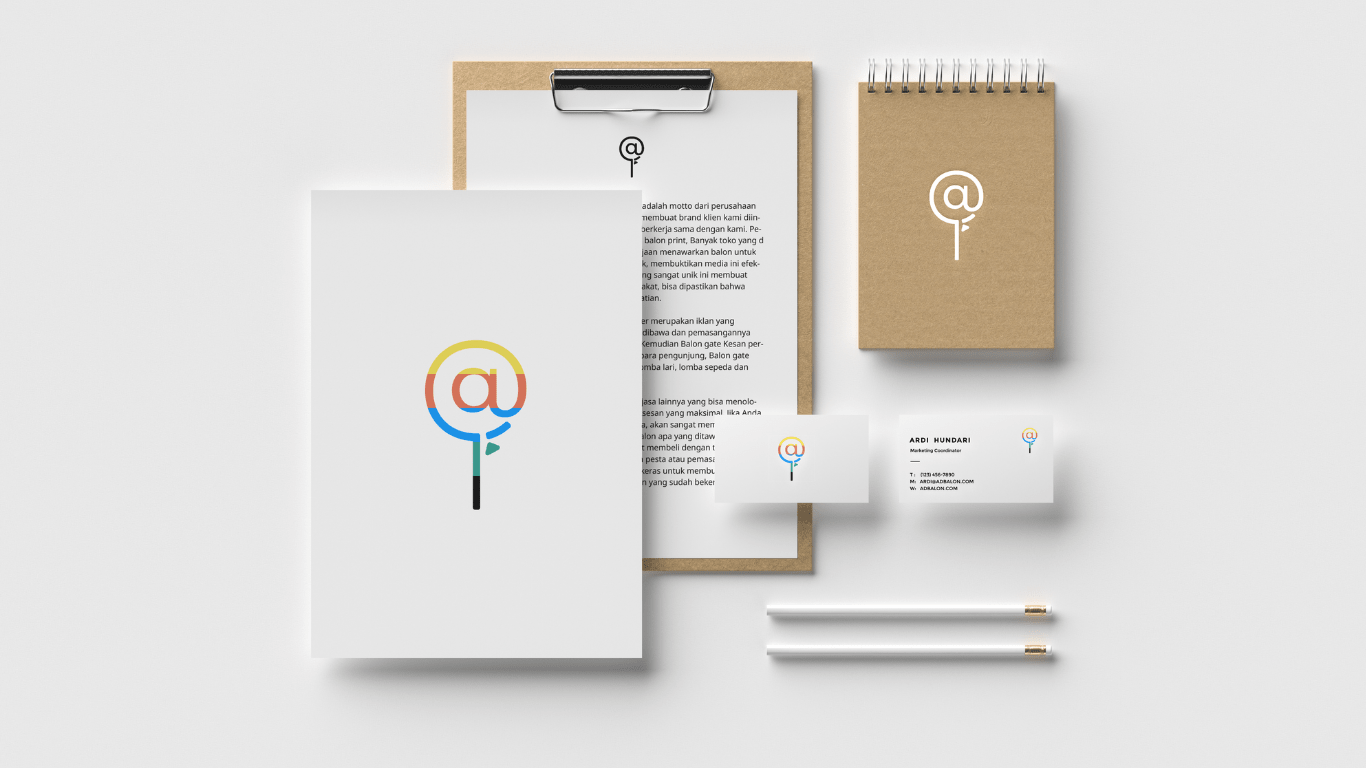 @
adalah motto dari perusahaan
membuat brand klien kami diin-
berkerja sama dengan kami. Pe-
balon print, Banyak toko yang d
jaan menawarkan balon untuk
k, membuktikan media ini efek-
ng sangat unik ini membuat
akat, bisa dipastikan bahwa
atian.
er merupakan iklan yang
dibawa dan pemasangannya
Kemudian Balon gate Kesan per-
para pengunjung, Balon gate
omba lari, lomba sepeda dan
jasa lainnya yang bisa menolo-
sesan yang maksimal. Jika Anda
a, akan sangat mem
lon apa yang ditaw
t membeli dengan t
pesta atau pemasa
keras untuk membu
n yang sudah beker
@
@
@
ARDI HUNDARI
Marketing Coordinator
T: (123) 456-7890
M: ARDI@ADBALON.COM
W: ADBALON.COM
@